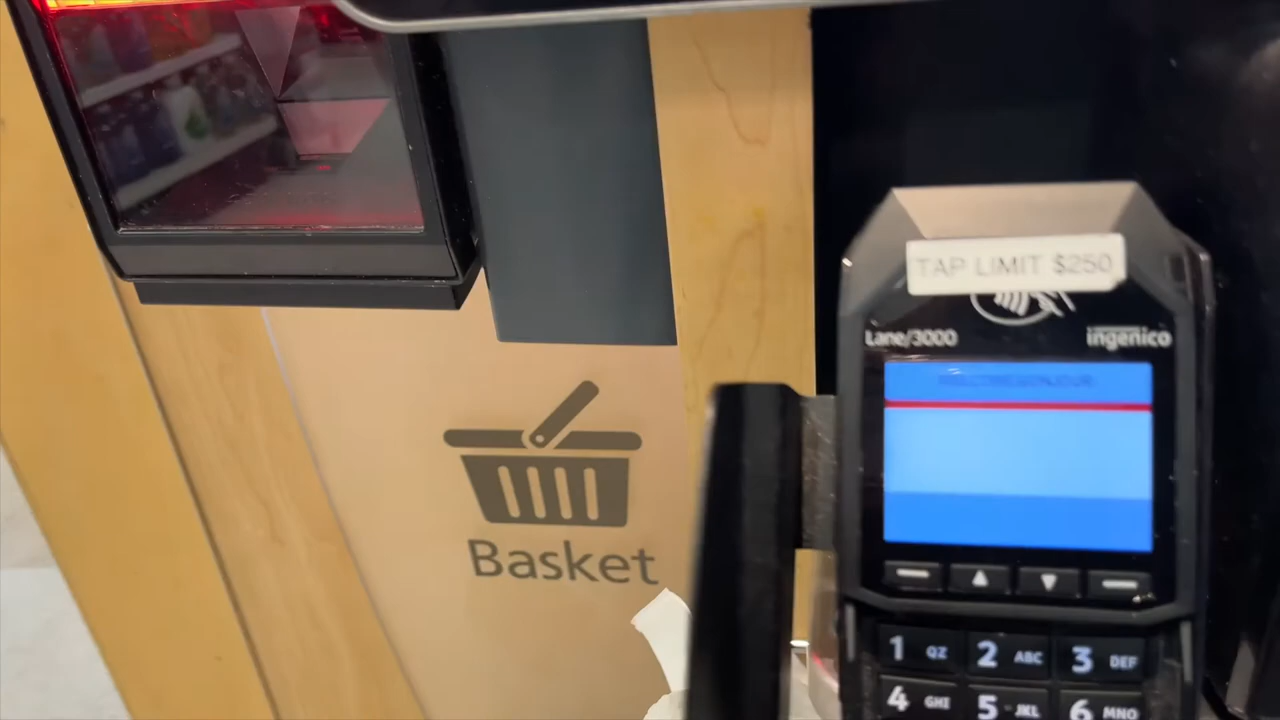 TAP LIMIT $250
Lane/3000
ingenico
Basket
1 QZ
2 ABC
3 DEF
4 GHI
5 JKL
6 MNO